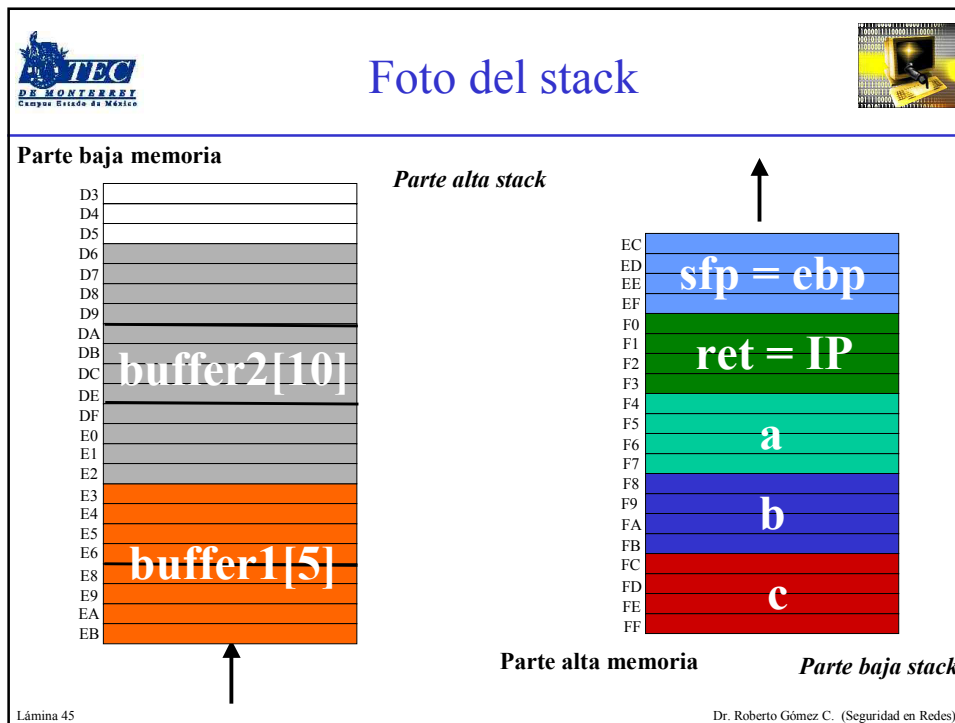 TEC
DE MONTERREY
Campus Estado de México
Foto del stack
Parte baja memoria
Parte alta stack
D3
D4
D5
D6
D7
D8
D9
DA
DB
DC
DE
DF
E0
E1
E2
E3
E4
E5
E6
E8
E9
EA
EB
buffer2[10]
buffer1[5]
EC
ED
EE
EF
F0
F1
F2
F3
F4
F5
F6
F7
F8
F9
FA
FB
FC
FD
FE
FF
sfp = ebp
ret = IP
a
b
c
Parte alta memoria
Parte baja stack
Lámina 45
Dr. Roberto Gómez C. (Seguridad en Redes)